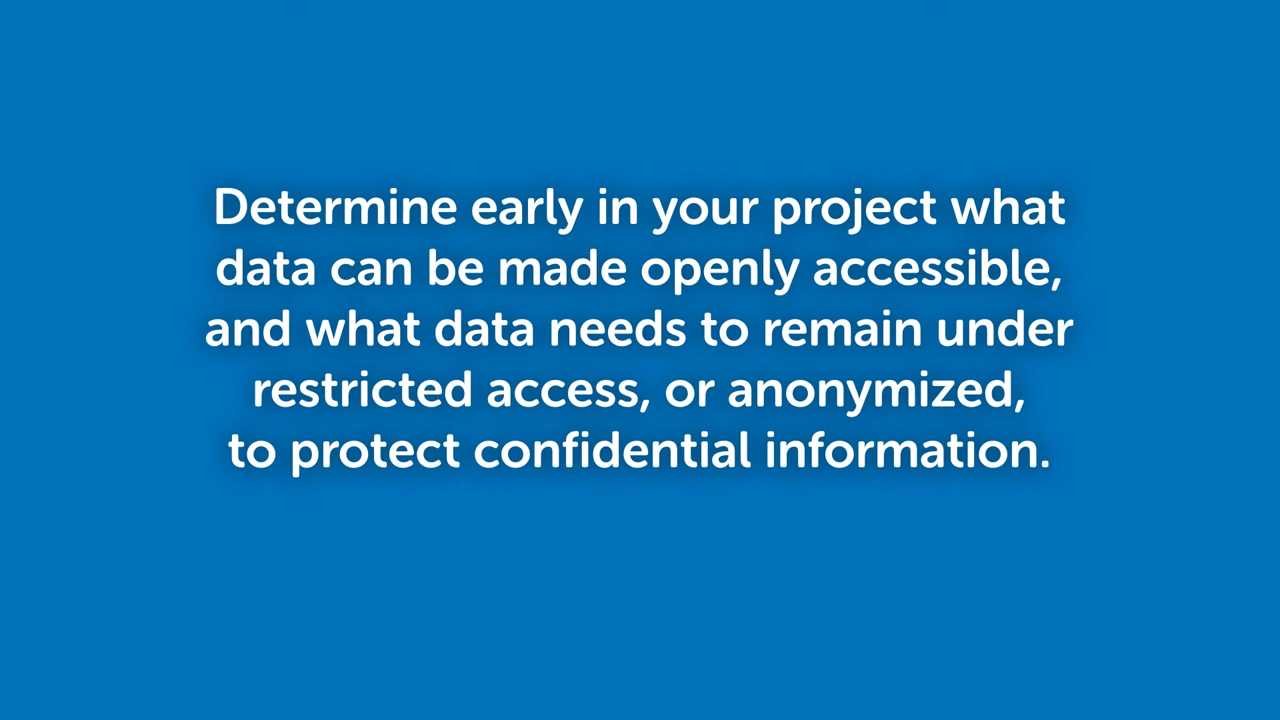 Determine early in your project what
data can be made openly accessible,
and what data needs to remain under
restricted access, or anonymized,
to protect confidential information.